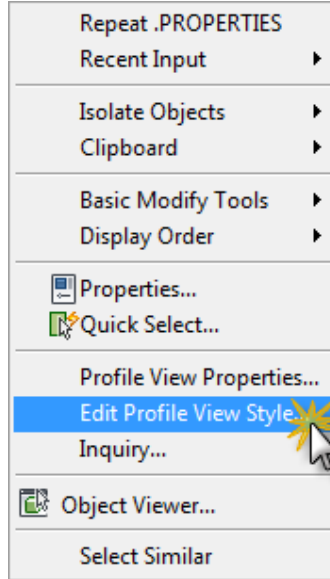 Repeat .PROPERTIES
Recent Input
Isolate Objects
Clipboard
Basic Modify Tools
Display Order
Properties...
Quick Select...
Profile View Properties...
Edit Profile View Style...
Inquiry...
Object Viewer...
Select Similar